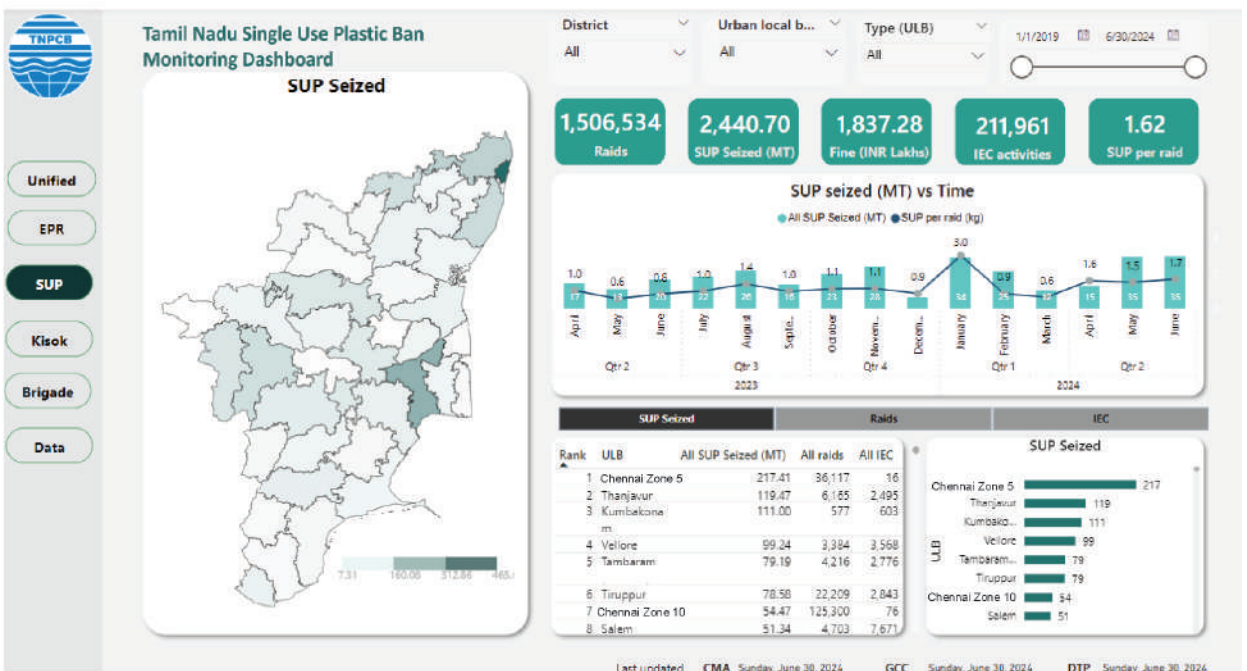 TNPCB
Tamil Nadu Single Use Plastic Ban
Monitoring Dashboard
District
All
Urban local b...
All
Type (ULB)
All
1/1/2019 6/30/2024
1,506,534
Raids
2,440.70
SUP Seized (MT)
1,837.28
Fine (INR Lakhs)
211,961
IEC activities
1.62
SUP per raid
Unified
EPR
SUP
Kisok
Brigade
Data
SUP Seized
7.31 160.08 312.86
SUP seized (MT) vs Time
All SUP Seized (MT) SUP per raid (kg)
1.0 0.6 0.8 1.0 1.4 1.0 1.1 1.1 0.9 3.0 0.9 0.6 1.6 1.5 1.7
17 20 22 26 16 23 28 34 25 15 35 35
April May June July August Septe... October Novem... Decem... January February March April May June
Qtr 2 Qtr 3 Qtr 4 Qtr 1 Qtr 2
2023 2024
SUP Seized Raids IEC
Rank ULB All SUP Seized (MT) All raids All IEC
1 Chennai Zone 5 217.41 36,117 16
2 Thanjavur 119.47 6,165 2,495
3 Kumbakona 111.00 577 603
m
4 Vellore 99.24 3,384 3,568
5 Tambaram 79.19 4,216 2,776
6 Tiruppur 78.58 22,209 2,843
7 Chennai Zone 10 54.47 125,300 76
8 Salem 51.34 4,703 7,671
SUP Seized
ULB
Chennai Zone 5 217
Thanjavur 119
Kumbako... 111
Vellore 99
Tambaram... 79
Tiruppur 79
Chennai Zone 10 54
Salem 51
Last updated CMA Sunday, June 30, 2024 GCC Sunday, June 30, 2024 DTP Sunday, June 30, 2024